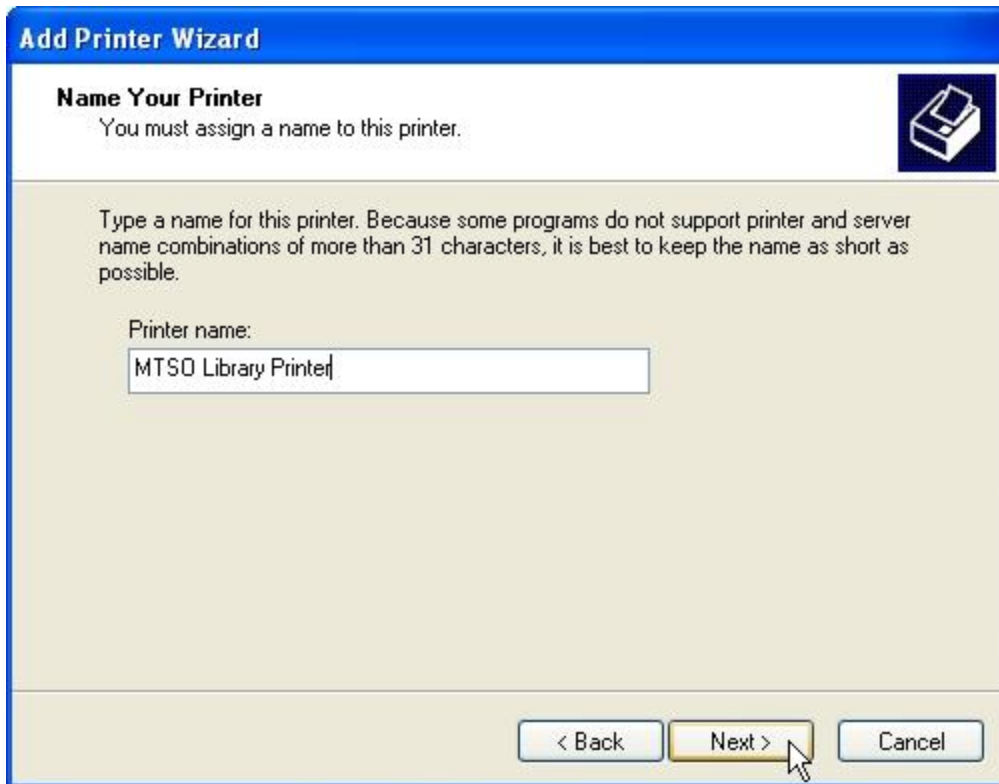 Add Printer Wizard
Name Your Printer
You must assign a name to this printer.
Type a name for this printer. Because some programs do not support printer and server
name combinations of more than 31 characters, it is best to keep the name as short as
possible.
Printer name:
MTSO Library Printer
< Back
Next >
Cancel